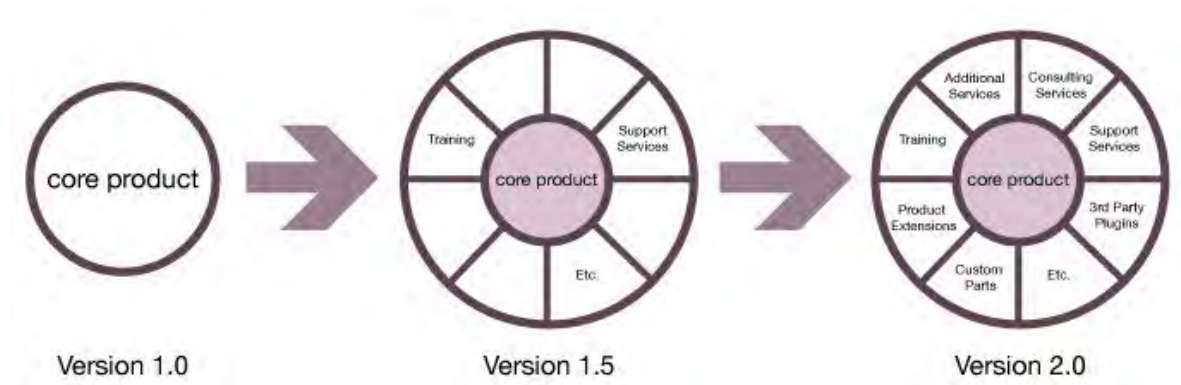 core product
Version 1.0
Training
Support
Services
core product
Etc.
Version 1.5
Additional
Services
Consulting
Services
Training
Support
Services
core product
Product
Extensions
3rd Party
Plugins
Custom
Parts
Etc.
Version 2.0